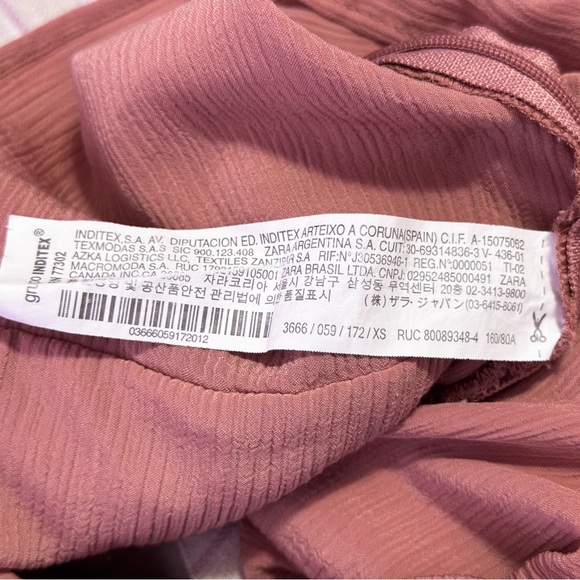 grupo INDITEX®
RN 77302
INDITEX,S.A. AV. DIPUTACION ED. INDITEX ARTEIXO A CORUNA(SPAIN) C.I.F. A-15075062
TEXMODAS S.A.S SIC 900.123.408 ZARA ARGENTINA S.A. CUIT:30-69314836-3 V- 436-01
AZKA LOGISTICS LLC, TEXTILES S.A. RIF:N°J30536946-1 REG.N°0000051 TI-02
MACROMODA S.A. RUC ZARA BRASIL LTDA. CNPJ: 02952485000491 ZARA
CANADA INC.CA 자라코리아 서울시 강남구 삼성동 무역센터 20층 02-3413-9800
및 공산품안전 관리법에 의한 품질표시 (株) ザラ・ジャパン (03-6415-8061)
03666059172012
3666 / 059 / 172 / XS RUC 80089348-4 160/80A